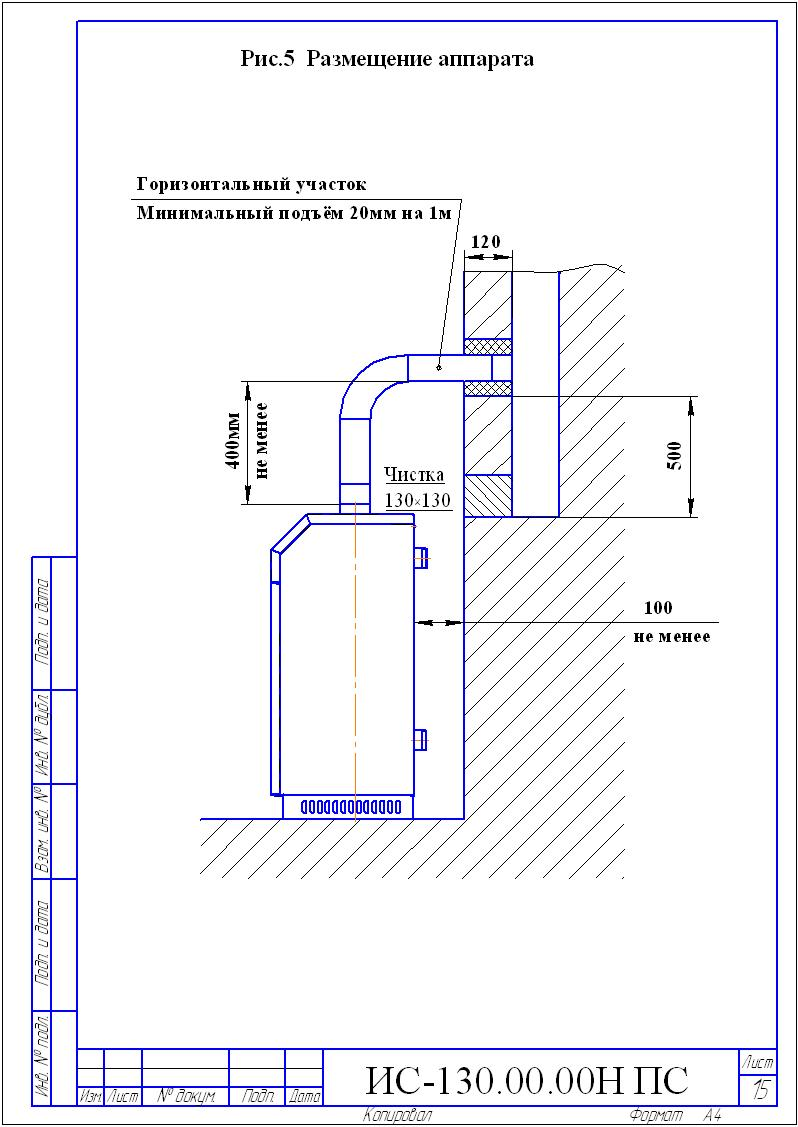 Рис.5 Размещение аппарата
Горизонтальный участок
Минимальный подъём 20мм на 1м
120
400мм
не менее
Чистка
130×130
500
100
не менее
Подп. и дата
Инв. № дубл.
Взам. инв. №
Подп. и дата
Инв. № подл.
Изм. Лист № докум. Подп. Дата
ИС-130.00.00Н ПС
Лист
15
Копировал Формат А4